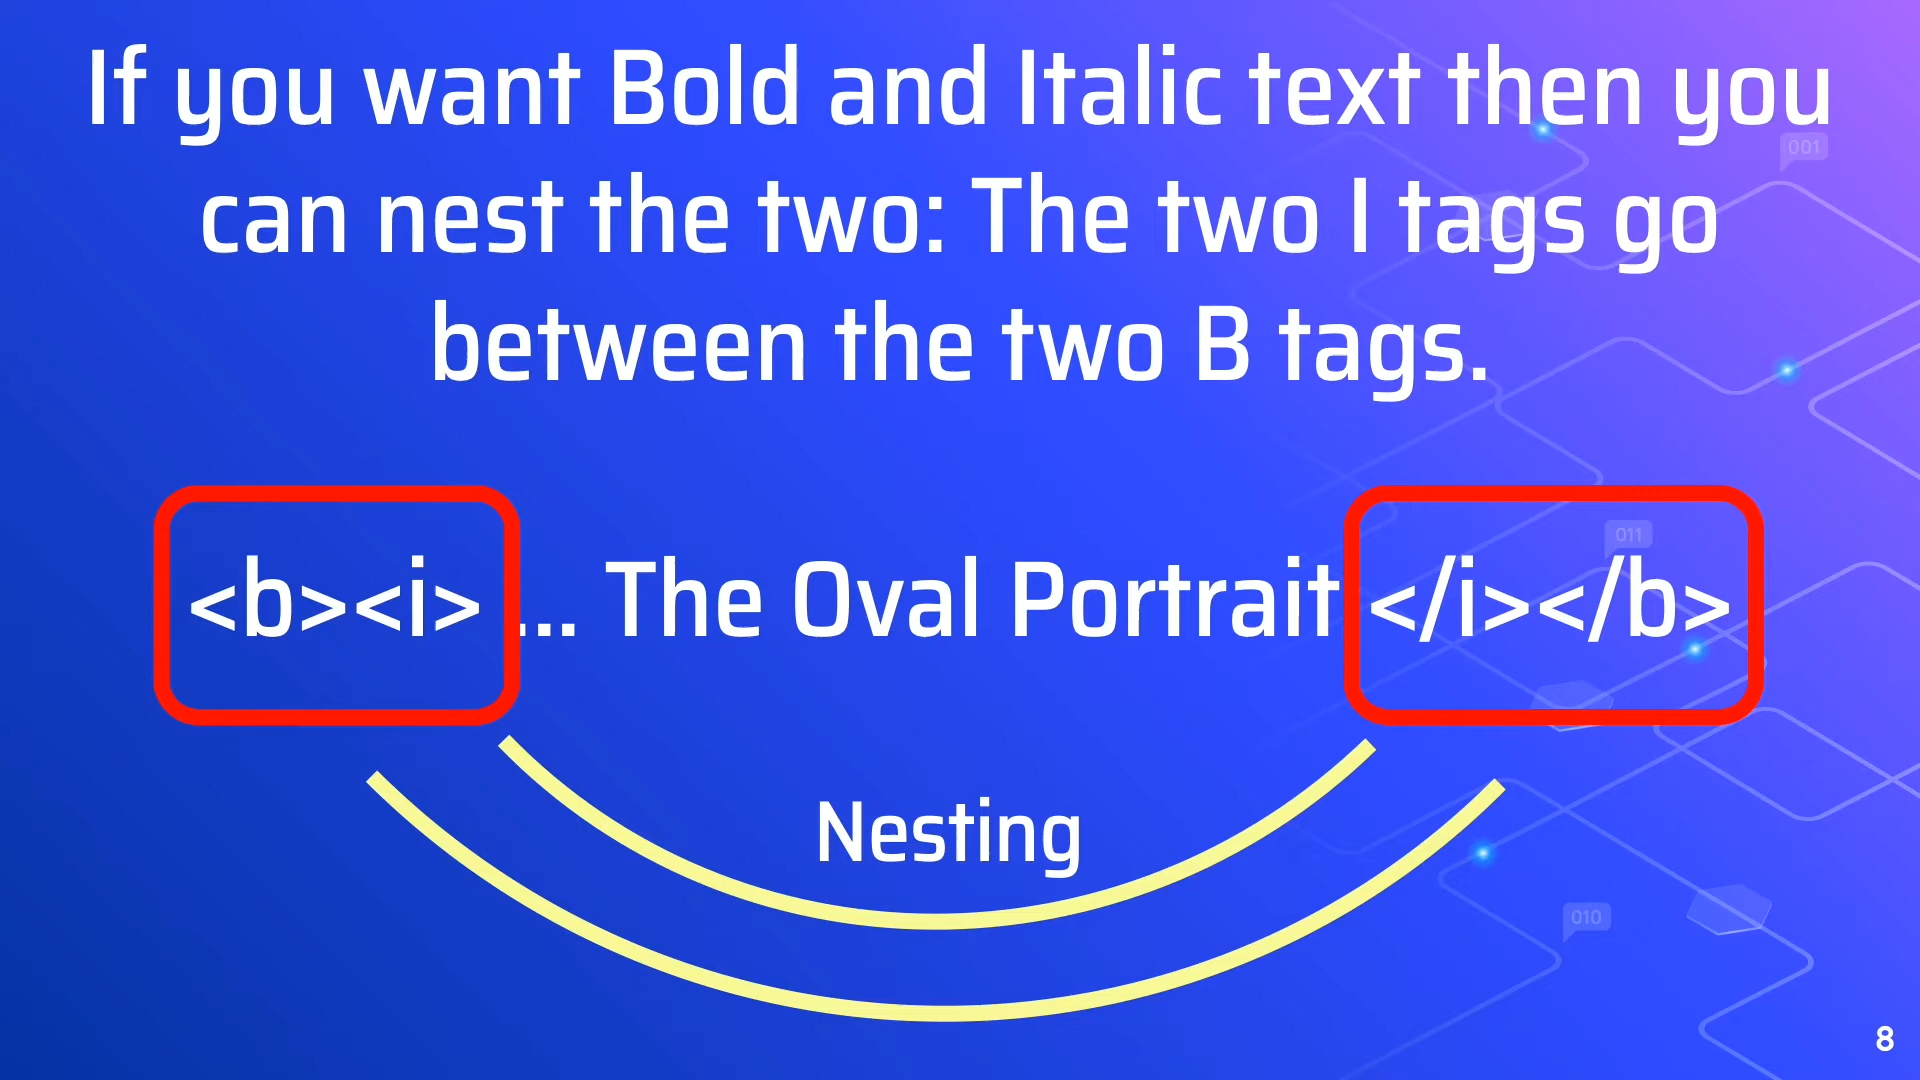 If you want Bold and Italic text then you
can nest the two: The two I tags go
between the two B tags.
001
011
<b><i> ... The Oval Portrait </i></b>
Nesting
010
8